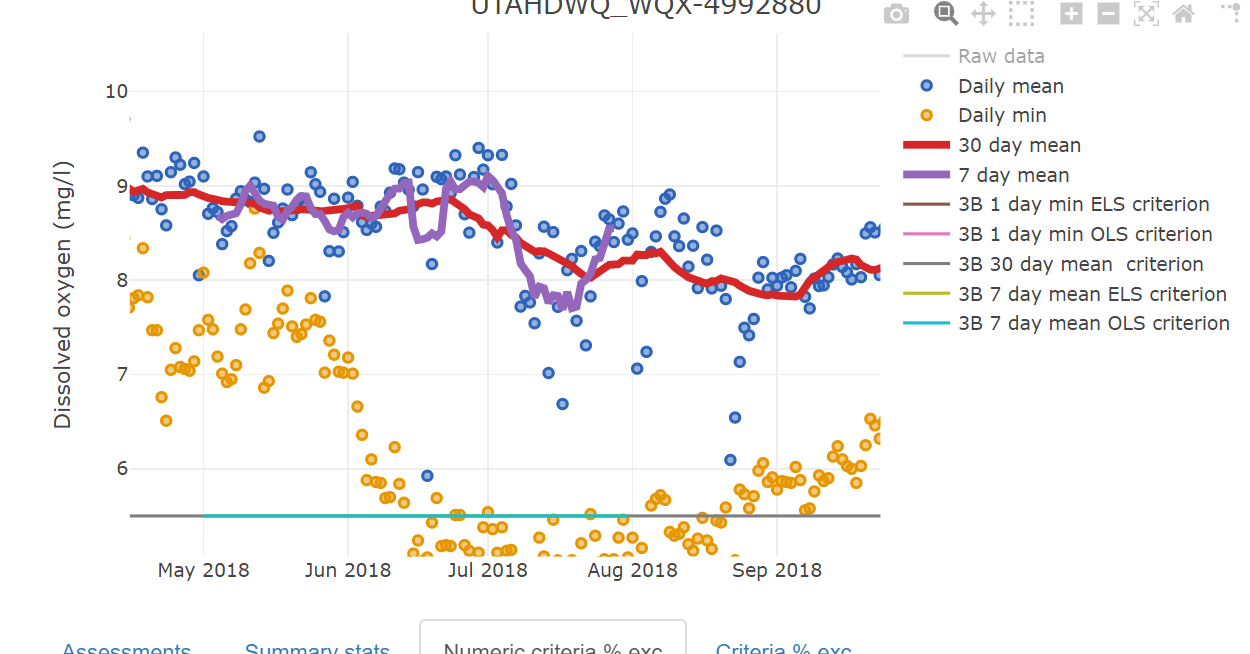 UTAHDWQ_WQX-4992880
Raw data
Daily mean
Daily min
30 day mean
7 day mean
3B 1 day min ELS criterion
3B 1 day min OLS criterion
3B 30 day mean  criterion
3B 7 day mean ELS criterion
3B 7 day mean OLS criterion
Dissolved oxygen (mg/l)
10
9
8
7
6
May 2018 Jun 2018 Jul 2018 Aug 2018 Sep 2018
Assessments Summary stats Numeric criteria % exc Criteria % exc